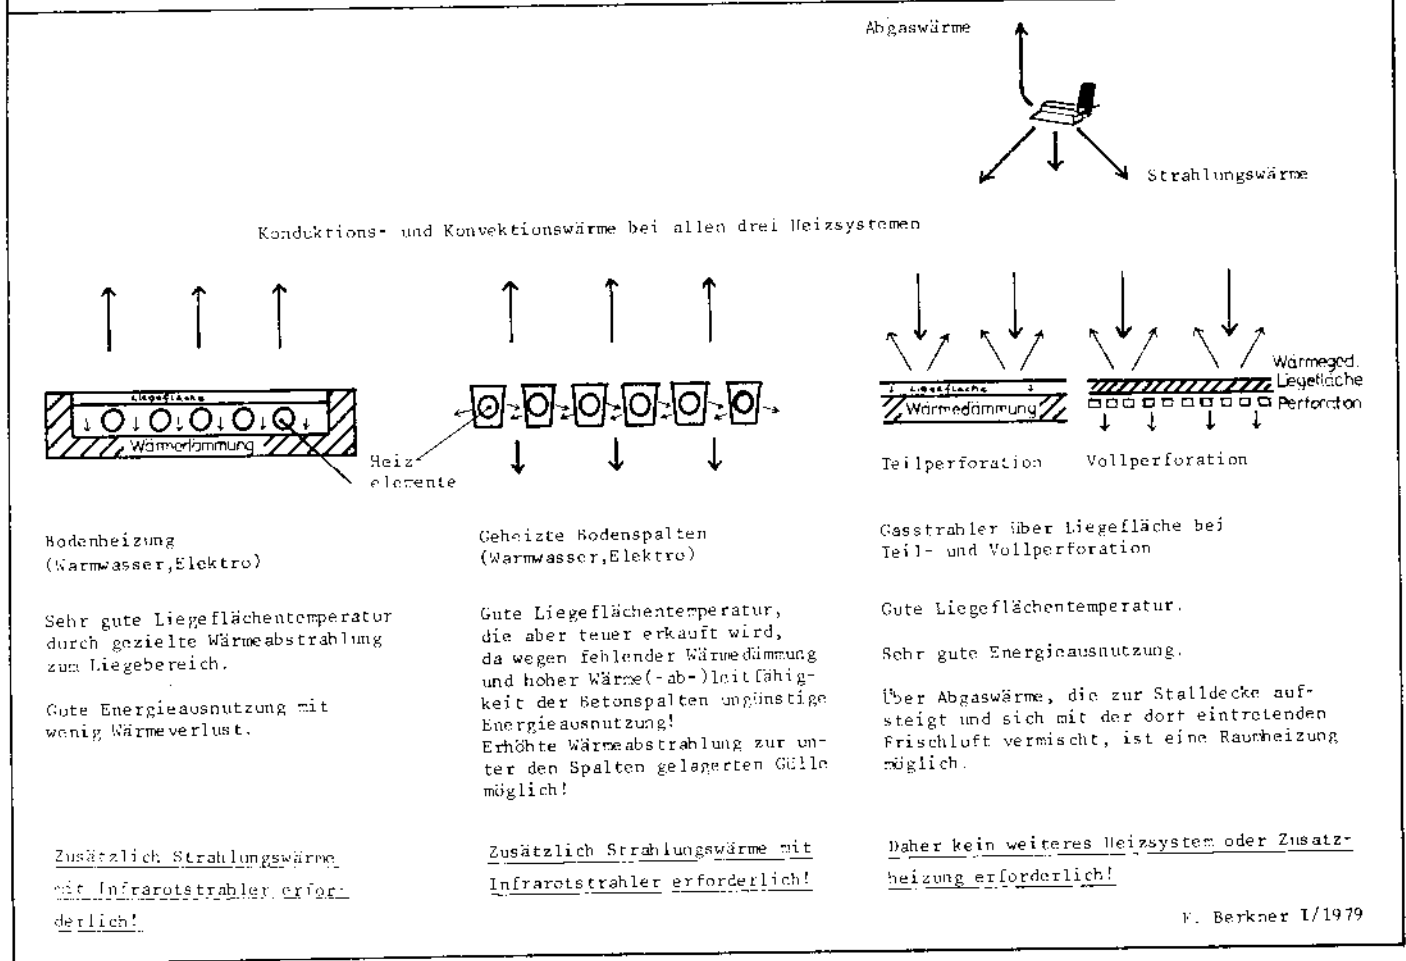 Abgaswärme
Strahlungswärme
Konduktions- und Konvektionswärme bei allen drei Heizsystemen
Liegefläche
Wärmedämmung
Heiz-
elemente
Liegefläche
Wärmedämmung
Wärmged.
Liegefläche
Perforation
Teilperforation
Vollperforation
Bodenheizung
(Warmwasser,Elektro)
Sehr gute Liegeflächentemperatur
durch gezielte Wärmeabstrahlung
zum Liegebereich.
Gute Energieausnutzung mit
wenig Wärmeverlust.
Zusätzlich Strahlungswärme
mit Infrarotstrahler erfor-
derlich!
Geheizte Bodenspalten
(Warmwasser,Elektro)
Gute Liegeflächentemperatur,
die aber teuer erkauft wird,
da wegen fehlender Wärmedämmung
und hoher Wärme(-ab-)leitfähig-
keit der Betonspalten ungünstige
Energieausnutzung!
Erhöhte Wärmeabstrahlung zur un-
ter den Spalten gelagerten Gülle
möglich!
Zusätzlich Strahlungswärme mit
Infrarotstrahler erforderlich!
Gasstrahler über Liegefläche bei
Teil- und Vollperforation
Gute Liegeflächentemperatur.
Sehr gute Energieausnutzung.
Über Abgaswärme, die zur Stalldecke auf-
steigt und sich mit der dort eintretenden
Frischluft vermischt, ist eine Raumheizung
möglich.
Daher kein weiteres Heizsystem oder Zusatz-
heizung erforderlich!
Berkner I/1979